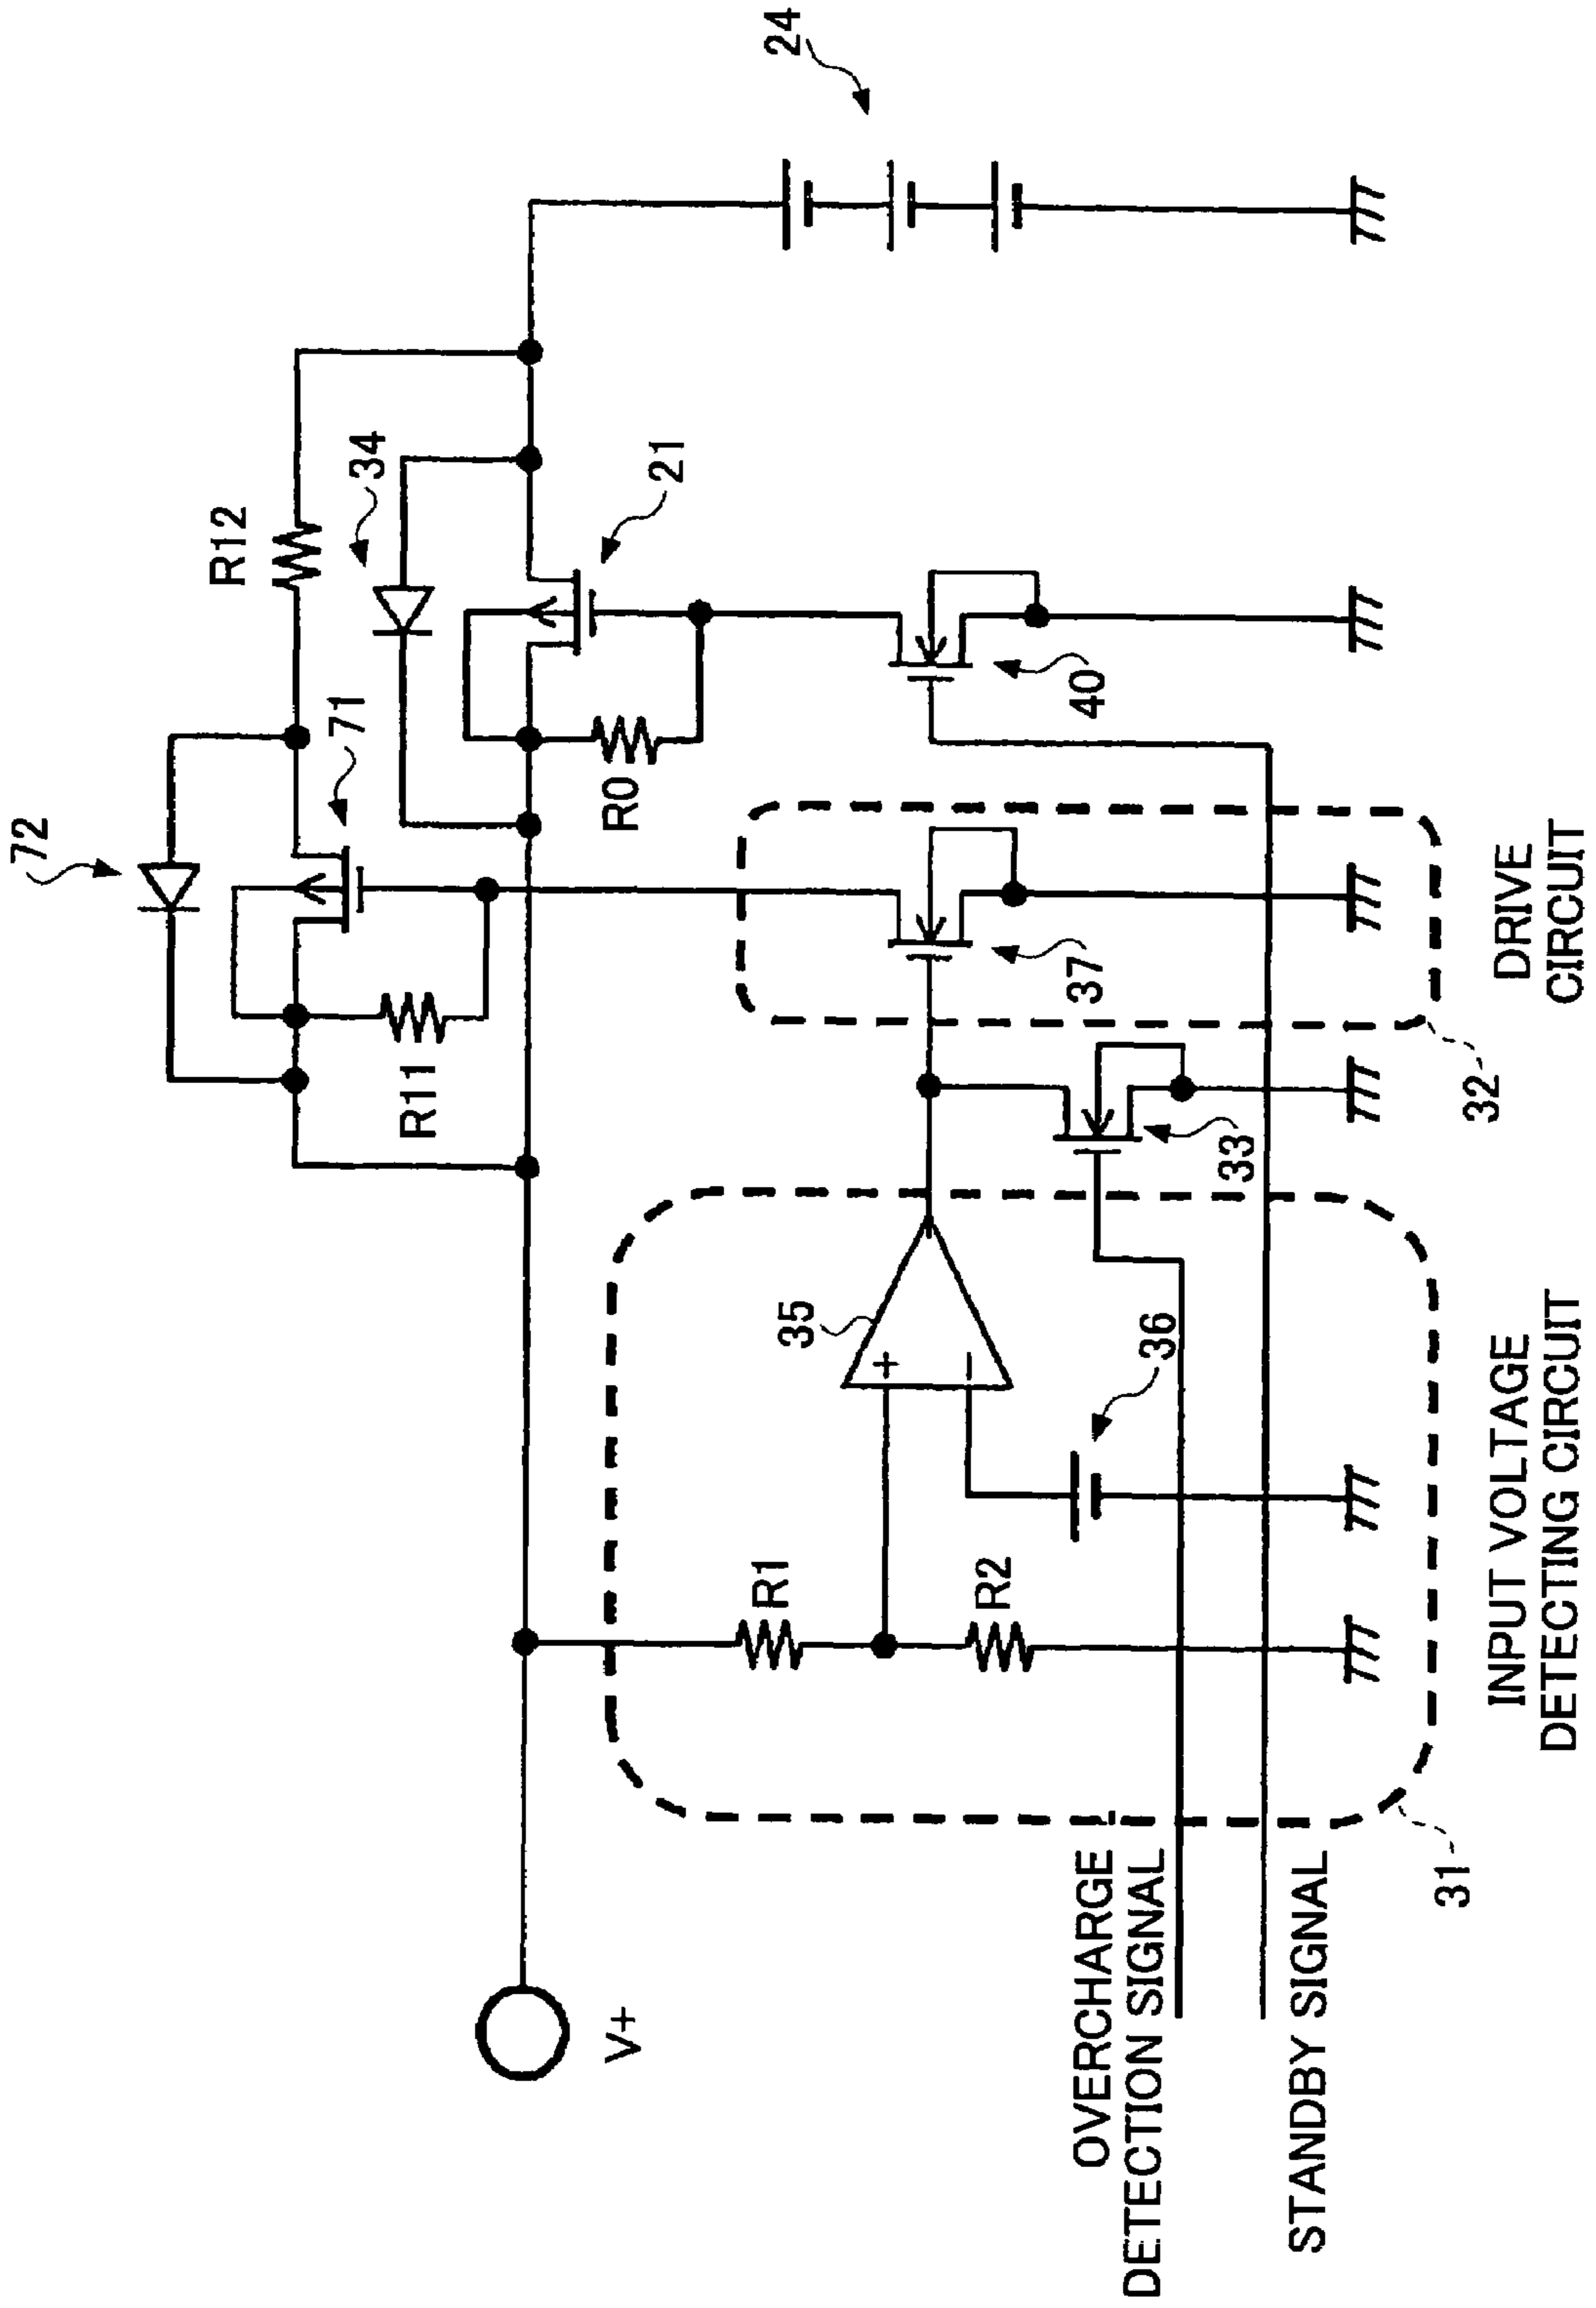 24
72
R12
34
71
21
R11
R0
40
37
33
35
36
R1
R2
V+
OVERCHARGE
DETECTION SIGNAL
STANDBY SIGNAL
31
32
INPUT VOLTAGE
DETECTING CIRCUIT
DRIVE
CIRCUIT
+
−